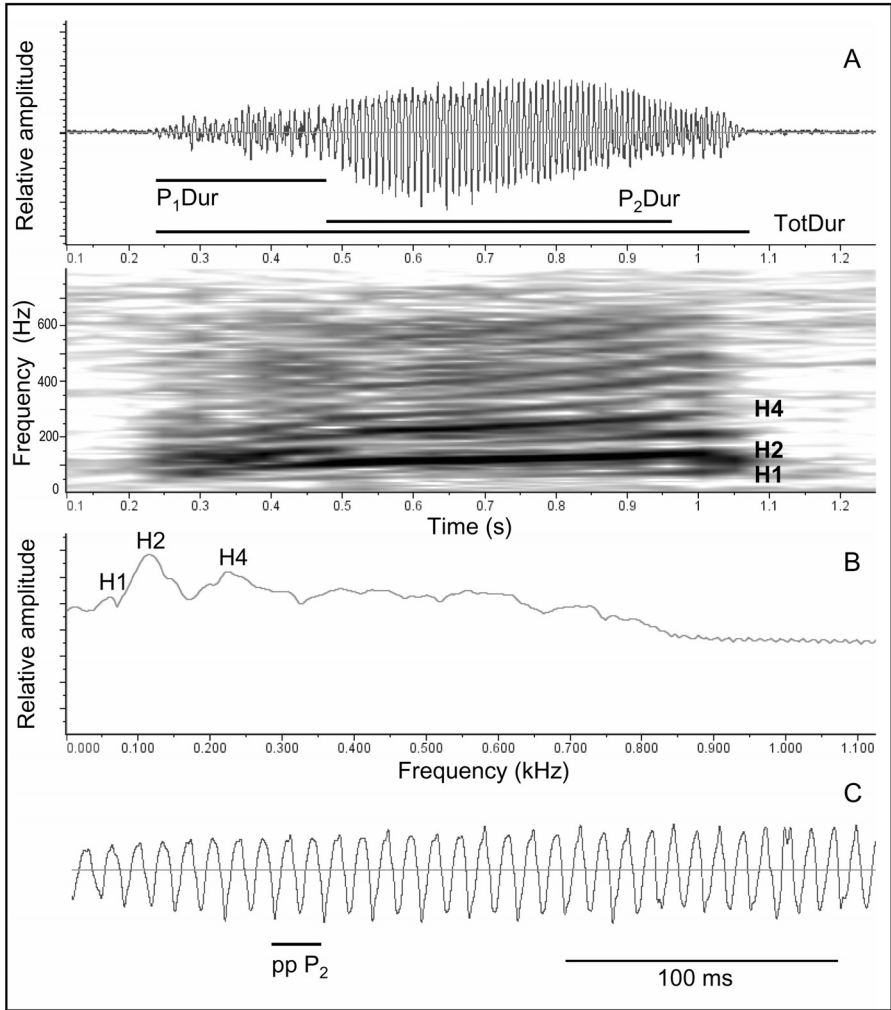 A
Relative amplitude
P₁Dur
P₂Dur
TotDur
0.1 0.2 0.3 0.4 0.5 0.6 0.7 0.8 0.9 1 1.1 1.2
Frequency (Hz)
600
400
200
0
H4
H2
H1
0.1 0.2 0.3 0.4 0.5 0.6 0.7 0.8 0.9 1 1.1 1.2
Time (s)
B
Relative amplitude
H1 H2 H4
0.000 0.100 0.200 0.300 0.400 0.500 0.600 0.700 0.800 0.900 1.000 1.100
Frequency (kHz)
C
pp P₂
100 ms